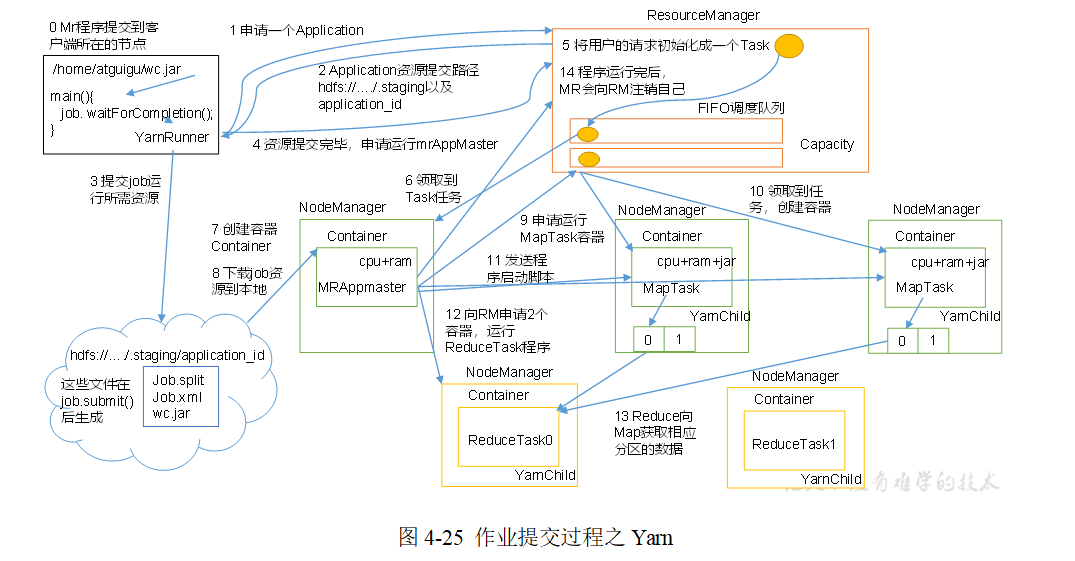 0 Mr程序提交到客
户端所在的节点
/home/atguigu/wc.jar
main(){
job. waitForCompletion();
}
YarnRunner
1 申请一个Application
2 Application资源提交路径
hdfs://…./.staging以及
application_id
4 资源提交完毕，申请运行mrAppMaster
ResourceManager
5 将用户的请求初始化成一个Task
14 程序运行完后，
MR会向RM注销自己
FIFO调度队列
Capacity
3 提交job运
行所需资源
6 领取到
Task任务
7 创建容器
Container
8 下载job资
源到本地
NodeManager
Container
cpu+ram
MRAppmaster
9 申请运行
MapTask容器
10 领取到任
务，创建容器
11 发送程
序启动脚本
NodeManager
Container
cpu+ram+jar
MapTask
YarnChild
0 1
NodeManager
Container
cpu+ram+jar
MapTask
YarnChild
0 1
12 向RM申请2个
容器，运行
ReduceTask程序
hdfs://…./.staging/application_id
这些文件在
job.submit()
后生成
Job.split
Job.xml
wc.jar
NodeManager
Container
ReduceTask0
YarnChild
13 Reduce向
Map获取相应
分区的数据
NodeManager
Container
ReduceTask1
YarnChild
有难学的技术
图 4-25 作业提交过程之 Yarn